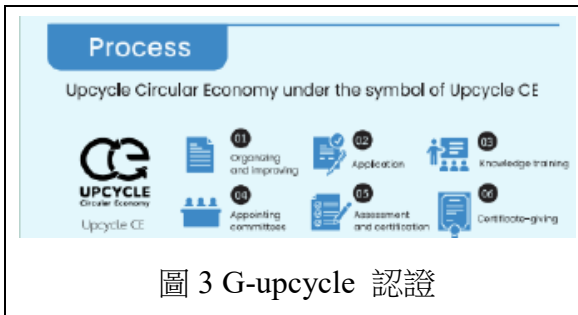 Process
Upcycle Circular Economy under the symbol of Upcycle CE
CE
UPCYCLE
Circular Economy
Upcycle CE
01
Organizing
and improving
02
Application
03
Knowledge training
04
Appointing
committees
05
Assessment
and certification
06
Certificate-giving
圖 3 G-upcycle 認證